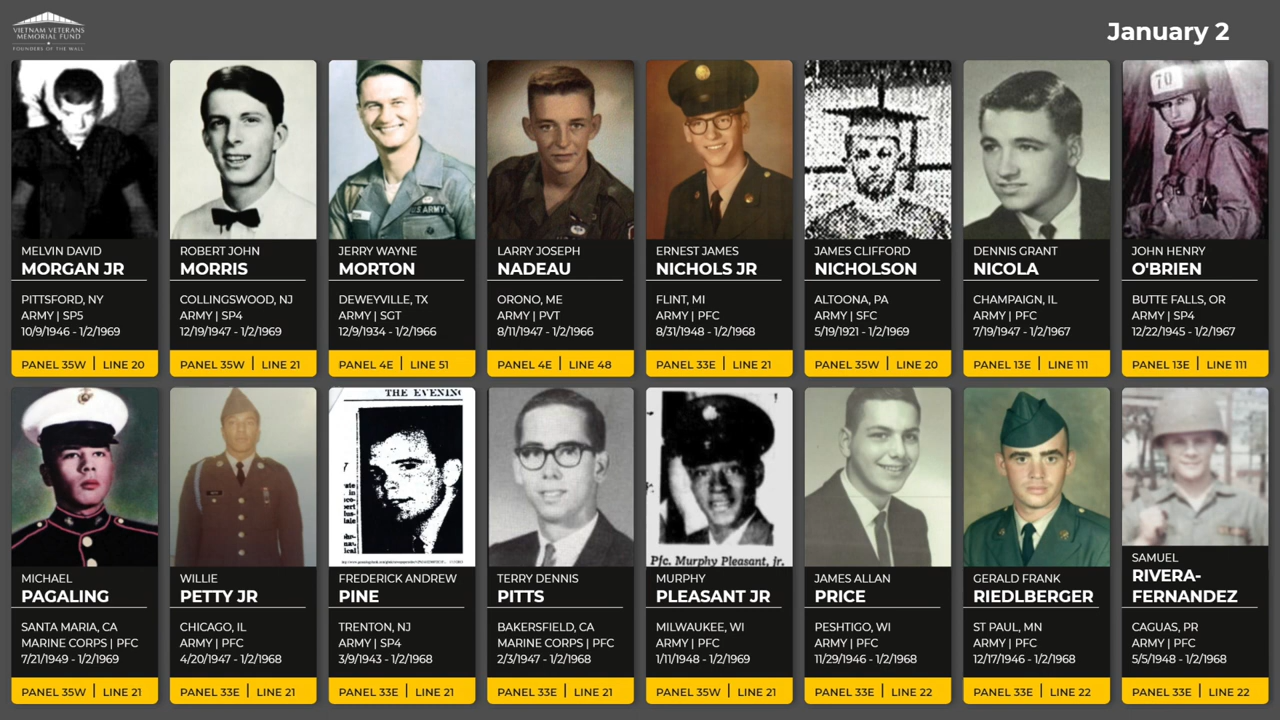 VIETNAM VETERANS
MEMORIAL FUND
FOUNDERS OF THE WALL
January 2
MELVIN DAVID
MORGAN JR
PITTSFORD, NY
ARMY | SP5
10/9/1946 - 1/2/1969
PANEL 35W | LINE 20
ROBERT JOHN
MORRIS
COLLINGSWOOD, NJ
ARMY | SP4
12/19/1947 - 1/2/1969
PANEL 35W | LINE 21
JERRY WAYNE
MORTON
DEWEYVILLE, TX
ARMY | SGT
12/9/1934 - 1/2/1966
PANEL 4E | LINE 51
U.S. ARMY
LARRY JOSEPH
NADEAU
ORONO, ME
ARMY | PVT
8/11/1947 - 1/2/1966
PANEL 4E | LINE 48
ERNEST JAMES
NICHOLS JR
FLINT, MI
ARMY | PFC
8/31/1948 - 1/2/1968
PANEL 33E | LINE 21
JAMES CLIFFORD
NICHOLSON
ALTOONA, PA
ARMY | SFC
5/19/1921 - 1/2/1969
PANEL 35W | LINE 20
DENNIS GRANT
NICOLA
CHAMPAIGN, IL
ARMY | PFC
7/19/1947 - 1/2/1967
PANEL 13E | LINE 111
70
JOHN HENRY
O'BRIEN
BUTTE FALLS, OR
ARMY | SP4
12/22/1945 - 1/2/1967
PANEL 13E | LINE 111
MICHAEL
PAGALING
SANTA MARIA, CA
MARINE CORPS | PFC
7/21/1949 - 1/2/1969
PANEL 35W | LINE 21
WILLIE
PETTY JR
CHICAGO, IL
ARMY | PFC
4/20/1947 - 1/2/1968
PANEL 33E | LINE 21
THE EVENING
FREDERICK ANDREW
PINE
TRENTON, NJ
ARMY | SP4
3/9/1943 - 1/2/1968
PANEL 33E | LINE 21
TERRY DENNIS
PITTS
BAKERSFIELD, CA
MARINE CORPS | PFC
2/3/1947 - 1/2/1968
PANEL 33E | LINE 21
Pfc. Murphy Pleasant, jr.
MURPHY
PLEASANT JR
MILWAUKEE, WI
ARMY | PFC
1/11/1948 - 1/2/1969
PANEL 35W | LINE 21
JAMES ALLAN
PRICE
PESHTIGO, WI
ARMY | PFC
11/29/1946 - 1/2/1968
PANEL 33E | LINE 22
GERALD FRANK
RIEDLBERGER
ST PAUL, MN
ARMY | PFC
12/17/1946 - 1/2/1968
PANEL 33E | LINE 22
SAMUEL
RIVERA-
FERNANDEZ
CAGUAS, PR
ARMY | PFC
5/5/1948 - 1/2/1968
PANEL 33E | LINE 22